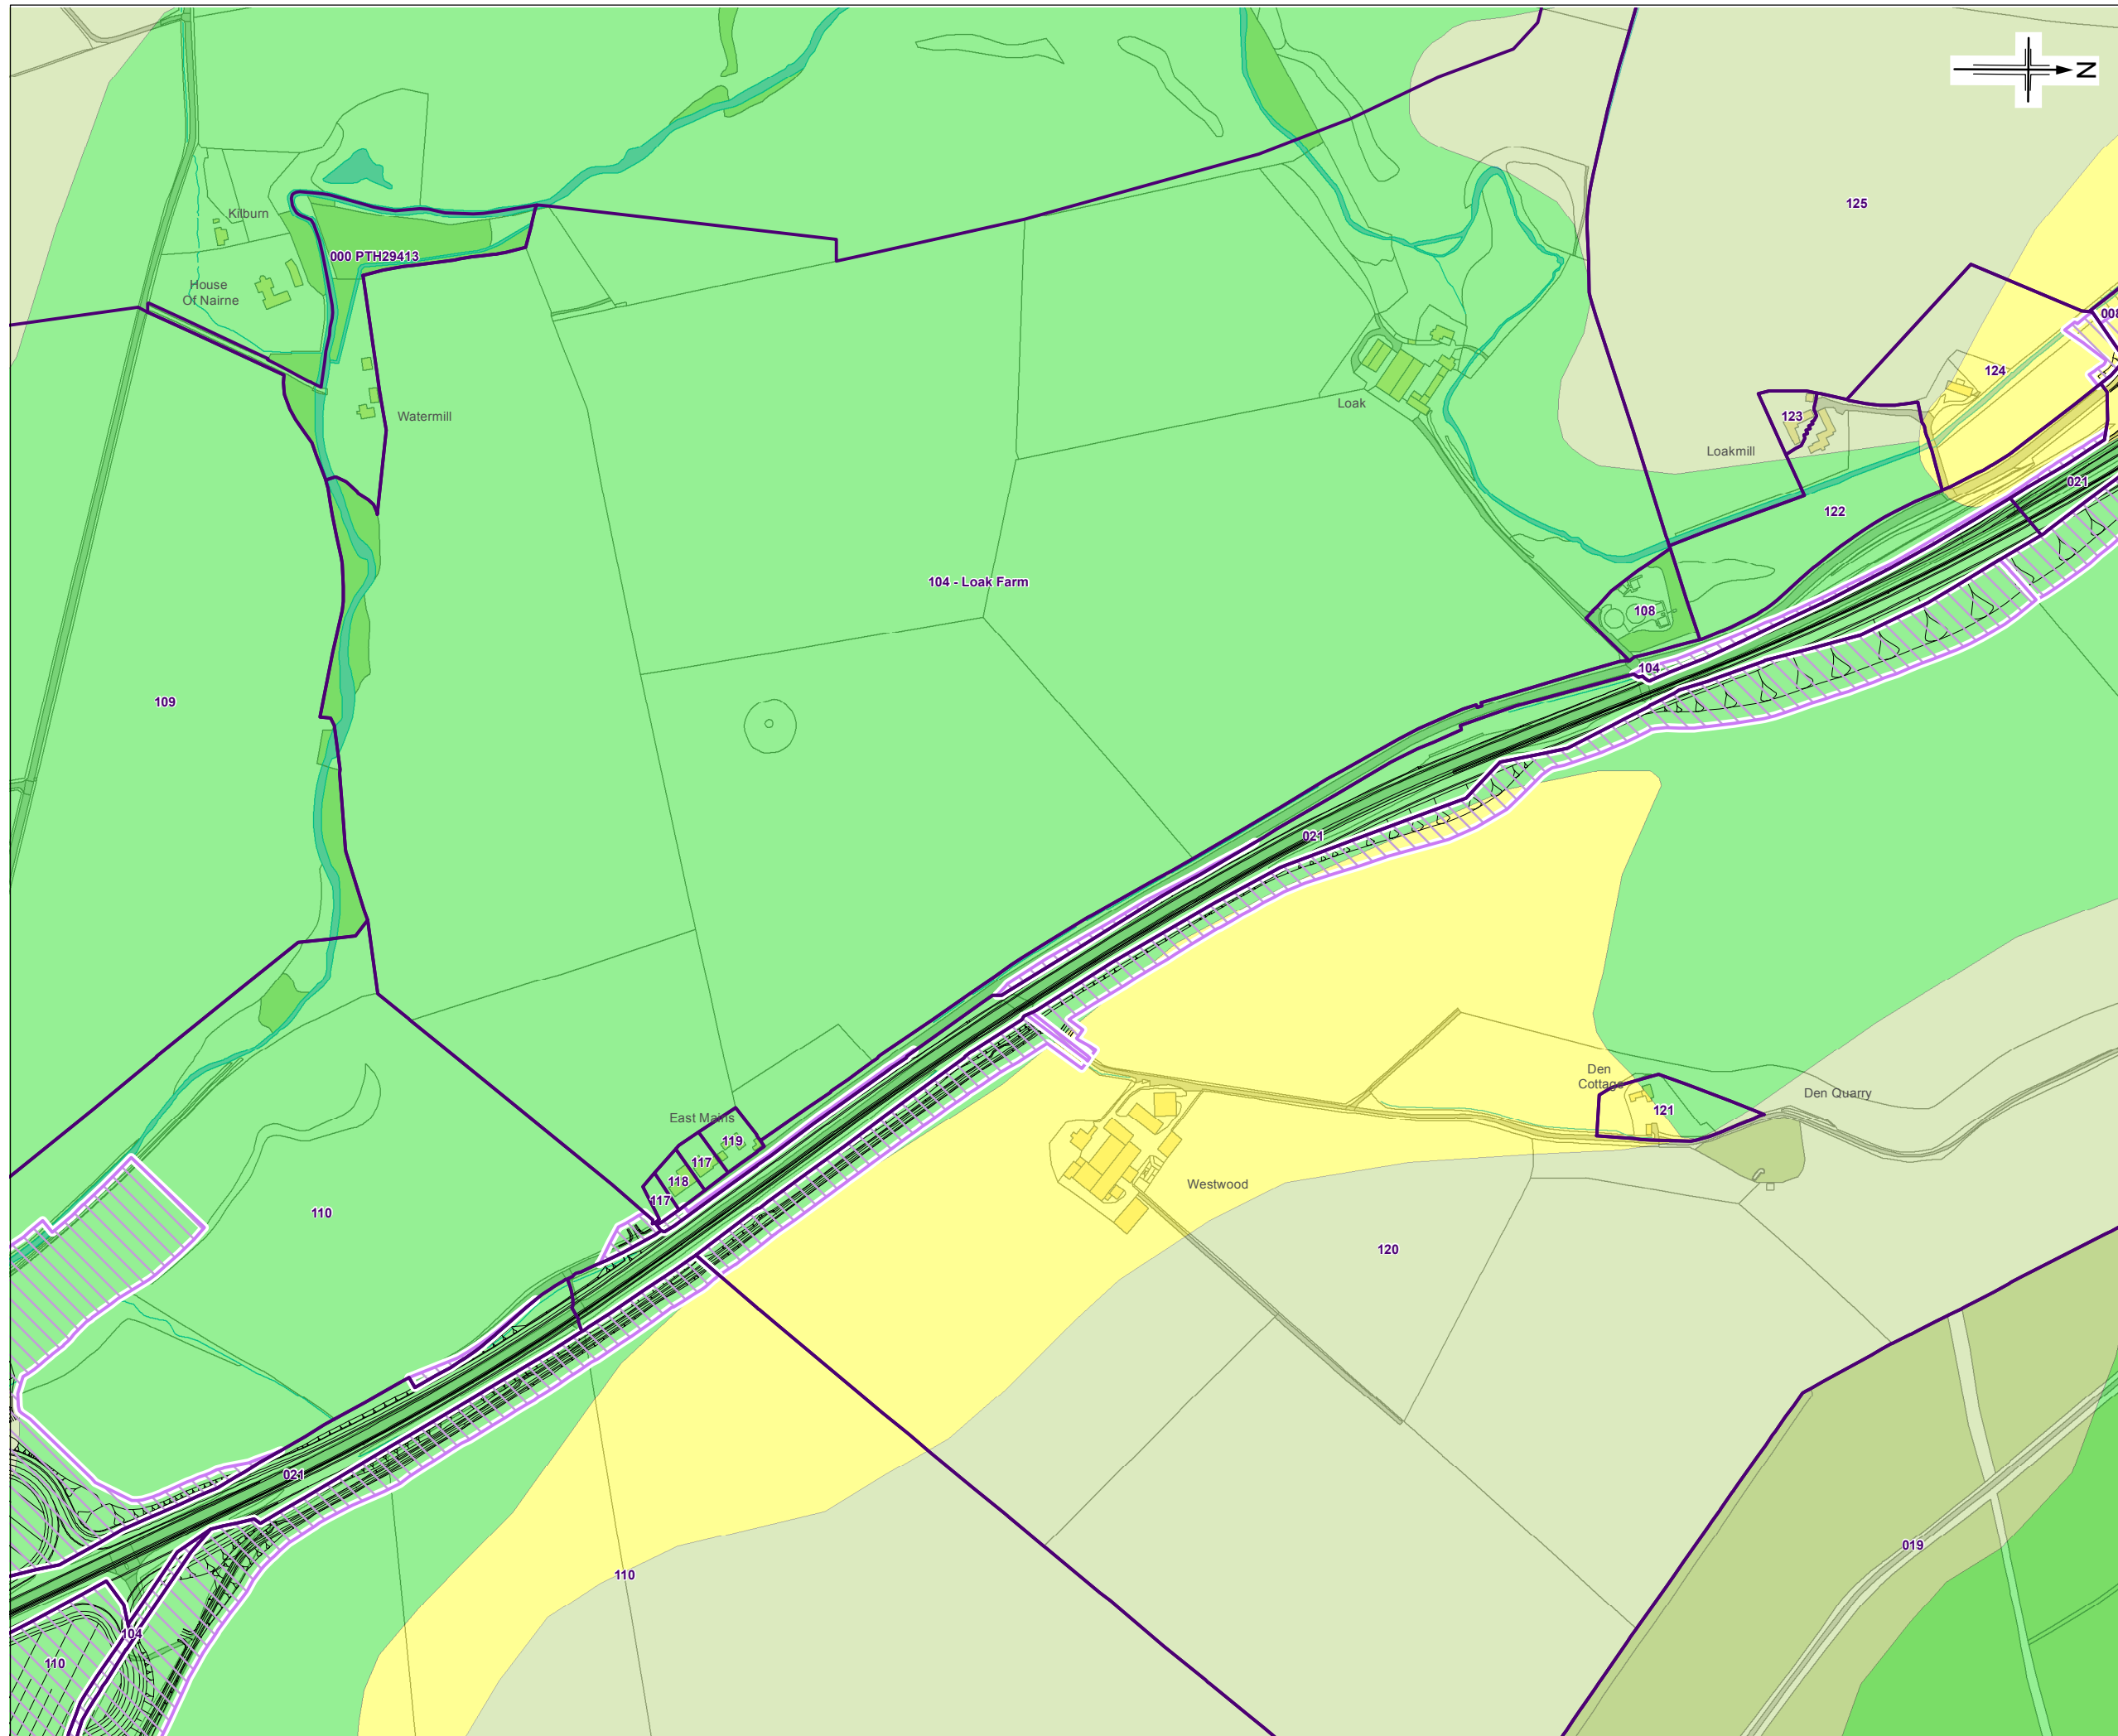 N
125
Kilburn
000 PTH29413
House
Of Nairne
008
124
Loak
Watermill
123
Loakmill
021
122
104 - Loak Farm
108
104
109
021
Den
Cottage
Den Quarry
121
East Mains
119
117
118
Westwood
117
110
120
021
019
110
104
110